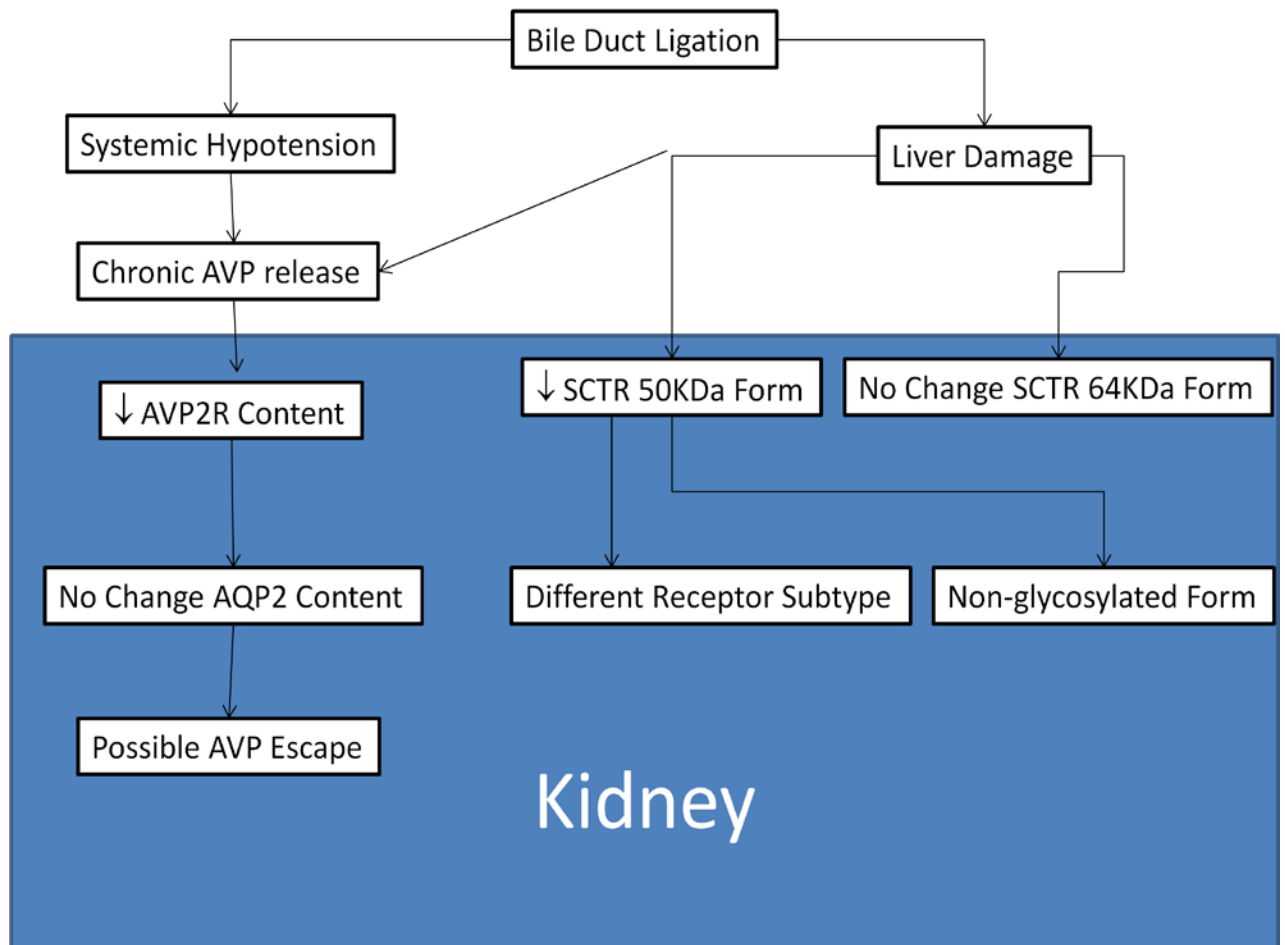 Bile Duct Ligation
Systemic Hypotension
Liver Damage
Chronic AVP release
↓ AVP2R Content
↓ SCTR 50KDa Form
No Change SCTR 64KDa Form
No Change AQP2 Content
Different Receptor Subtype
Non-glycosylated Form
Possible AVP Escape
Kidney